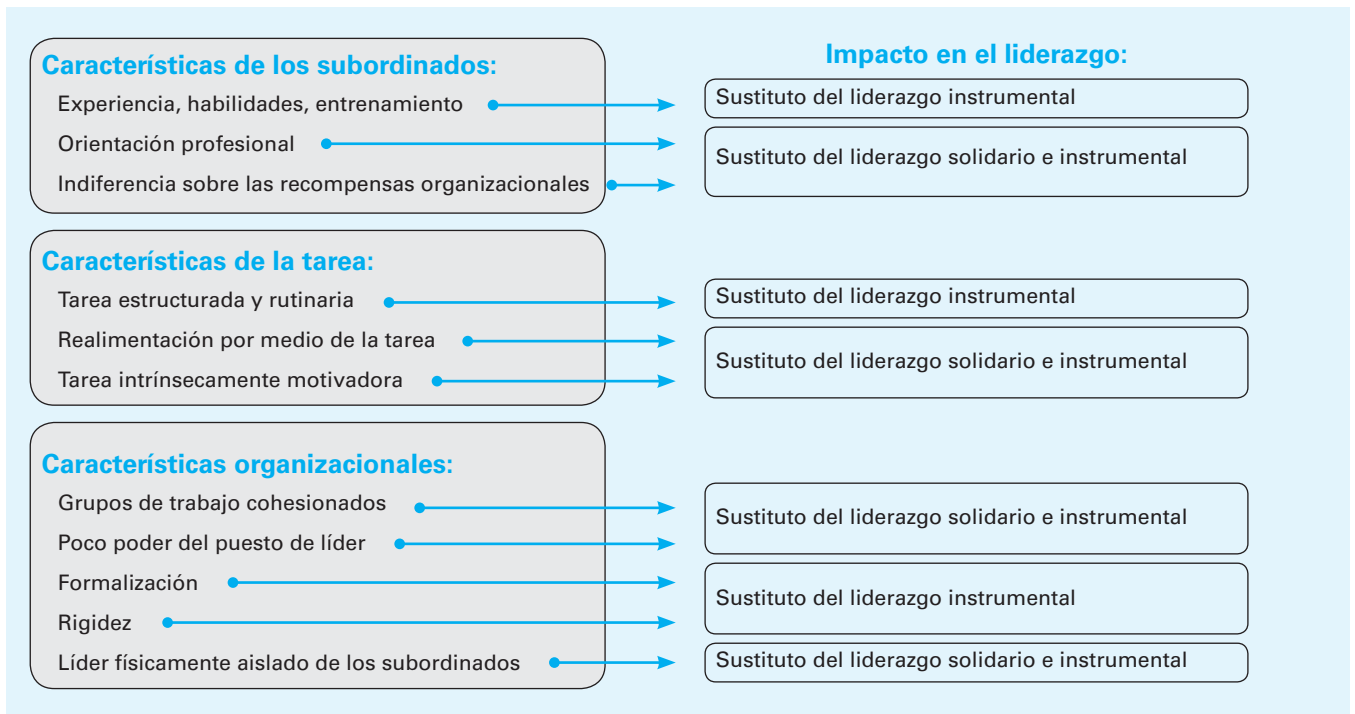 Características de los subordinados:
Experiencia, habilidades, entrenamiento
Orientación profesional
Indiferencia sobre las recompensas organizacionales
Impacto en el liderazgo:
Sustituto del liderazgo instrumental
Sustituto del liderazgo solidario e instrumental
Características de la tarea:
Tarea estructurada y rutinaria
Realimentación por medio de la tarea
Tarea intrínsecamente motivadora
Sustituto del liderazgo instrumental
Sustituto del liderazgo solidario e instrumental
Características organizacionales:
Grupos de trabajo cohesionados
Poco poder del puesto de líder
Formalización
Rigidez
Líder físicamente aislado de los subordinados
Sustituto del liderazgo solidario e instrumental
Sustituto del liderazgo instrumental
Sustituto del liderazgo solidario e instrumental